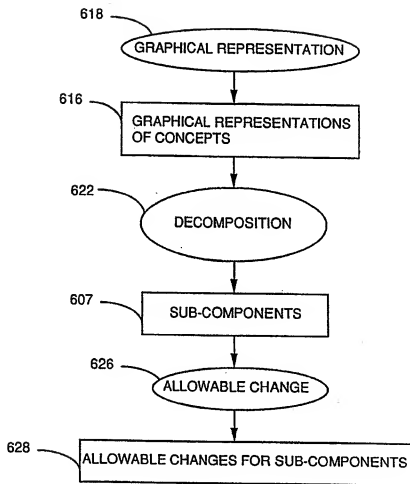 618
GRAPHICAL REPRESENTATION
616
GRAPHICAL REPRESENTATIONS
OF CONCEPTS
622
DECOMPOSITION
607
SUB-COMPONENTS
626
ALLOWABLE CHANGE
628
ALLOWABLE CHANGES FOR SUB-COMPONENTS